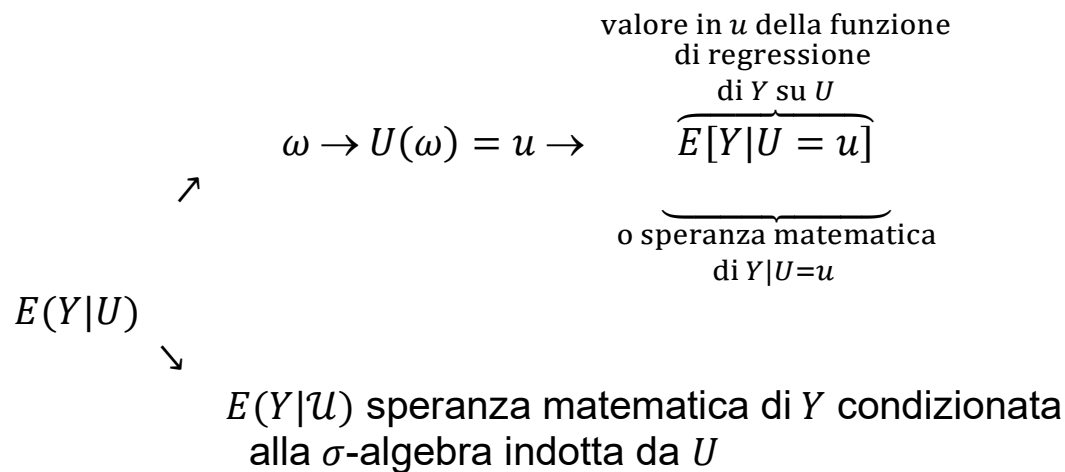 valore in 𝑢 della funzione
di regressione
di 𝑌 su 𝑈
𝜔 → 𝑈(𝜔) = 𝑢 → 𝐸[𝑌|𝑈 = 𝑢]
↗
o speranza matematica
di 𝑌|𝑈=𝑢
𝐸(𝑌|𝑈)
↘
𝐸(𝑌|𝒰) speranza matematica di 𝑌 condizionata
alla 𝜎-algebra indotta da 𝑈